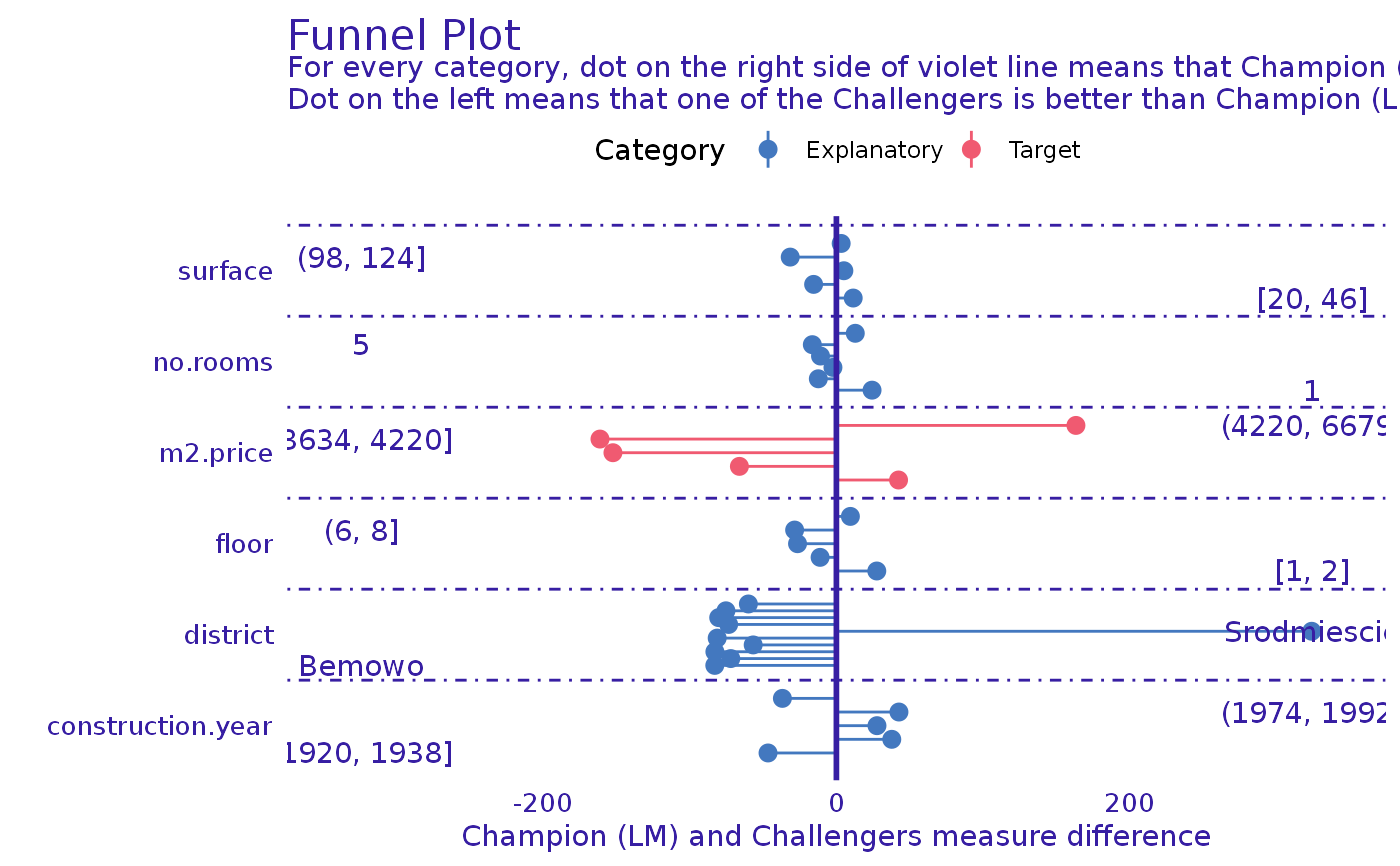 Funnel Plot
For every category, dot on the right side of violet line means that Champion (
Dot on the left means that one of the Challengers is better than Champion (L
Category Explanatory Target
surface (98, 124] [20, 46]
no.rooms 5 1
m2.price 3634, 4220] (4220, 6679
floor (6, 8] [1, 2]
district Bemowo Srodmiescie
construction.year 1920, 1938] (1974, 1992
-200 0 200
Champion (LM) and Challengers measure difference